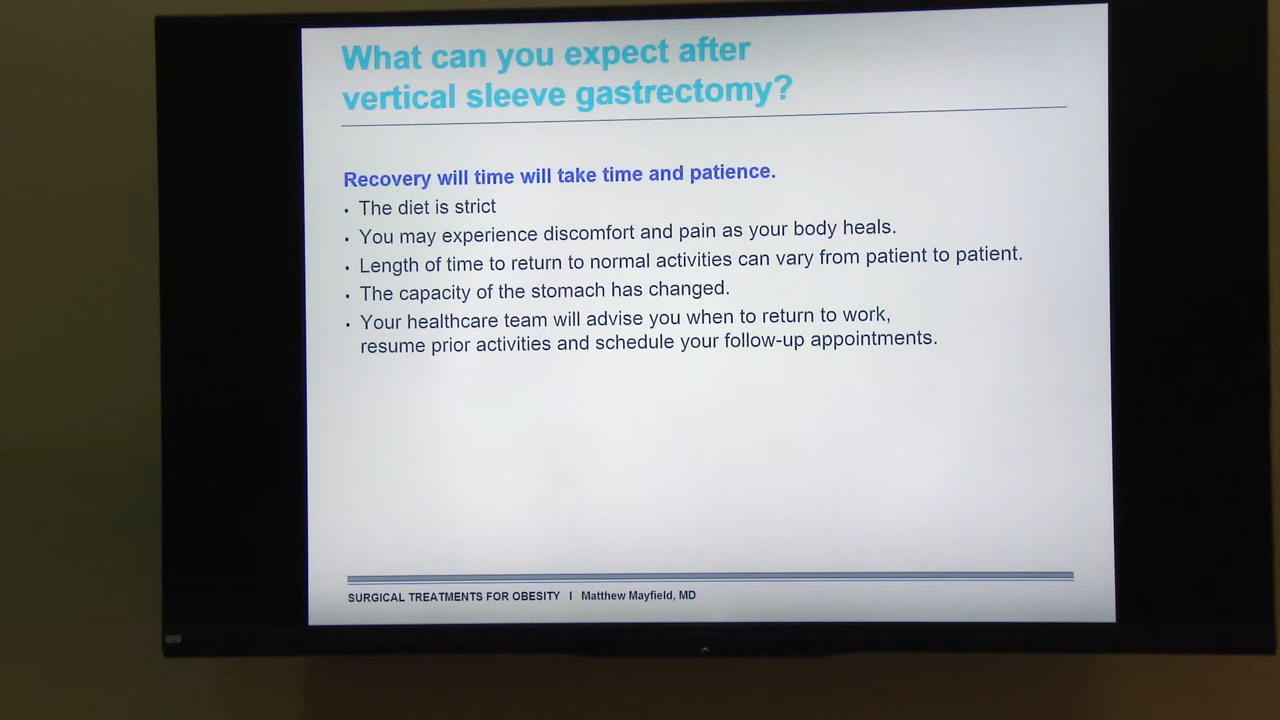 What can you expect after
vertical sleeve gastrectomy?
Recovery will time will take time and patience.
• The diet is strict
• You may experience discomfort and pain as your body heals.
• Length of time to return to normal activities can vary from patient to patient.
• The capacity of the stomach has changed.
• Your healthcare team will advise you when to return to work,
resume prior activities and schedule your follow-up appointments.
SURGICAL TREATMENTS FOR OBESITY | Matthew Mayfield, MD